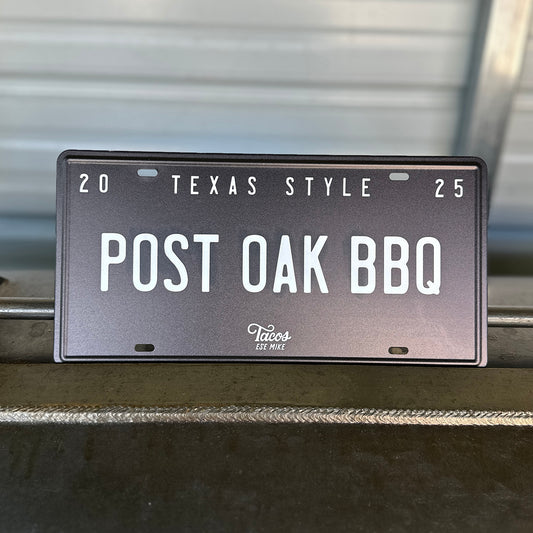 20 TEXAS STYLE 25
POST OAK BBQ
Tacos
ESE MIKE